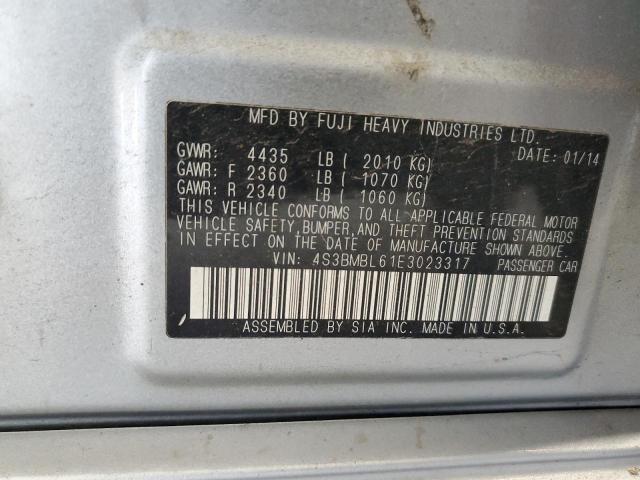 MFD BY FUJI HEAVY INDUSTRIES LTD.
GVWR: 4435 LB ( 2010 KG) DATE: 01/14
GAWR: F 2360 LB ( 1070 KG)
GAWR: R 2340 LB ( 1060 KG)
THIS VEHICLE CONFORMS TO ALL APPLICABLE FEDERAL MOTOR
VEHICLE SAFETY, BUMPER, AND THEFT PREVENTION STANDARDS
IN EFFECT ON THE DATE OF MANUFACTURE SHOWN ABOVE.
VIN: 4S3BMBL61E3023317 PASSENGER CAR
ASSEMBLED BY SIA INC. MADE IN U.S.A.